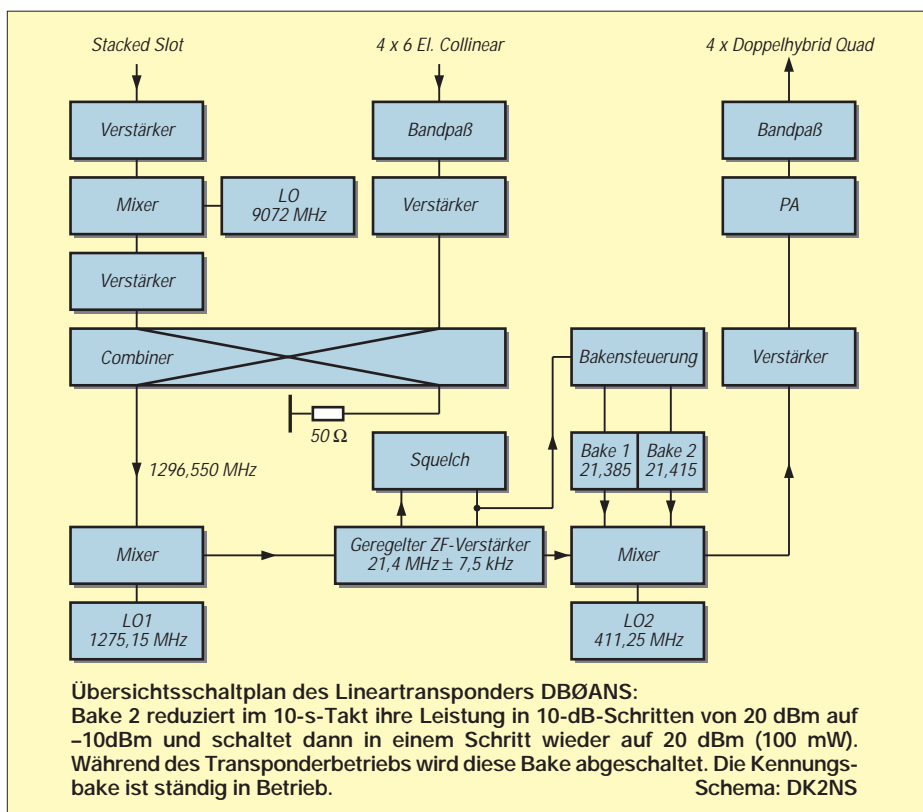 Stacked Slot
4 x 6 El. Collinear
4 x Doppelhybrid Quad
Verstärker
Bandpaß
Bandpaß
Mixer
LO
9072 MHz
Verstärker
PA
Verstärker
Combiner
Bakensteuerung
Verstärker
50 Ω
Squelch
Bake 1
21,385
Bake 2
21,415
1296,550 MHz
Mixer
Geregelter ZF-Verstärker
21,4 MHz ± 7,5 kHz
Mixer
LO1
1275,15 MHz
LO2
411,25 MHz
Übersichtsschaltplan des Lineartransponders DBØANS:
Bake 2 reduziert im 10-s-Takt ihre Leistung in 10-dB-Schritten von 20 dBm auf
–10dBm und schaltet dann in einem Schritt wieder auf 20 dBm (100 mW).
Während des Transponderbetriebs wird diese Bake abgeschaltet. Die Kennungs-
bake ist ständig in Betrieb. Schema: DK2NS